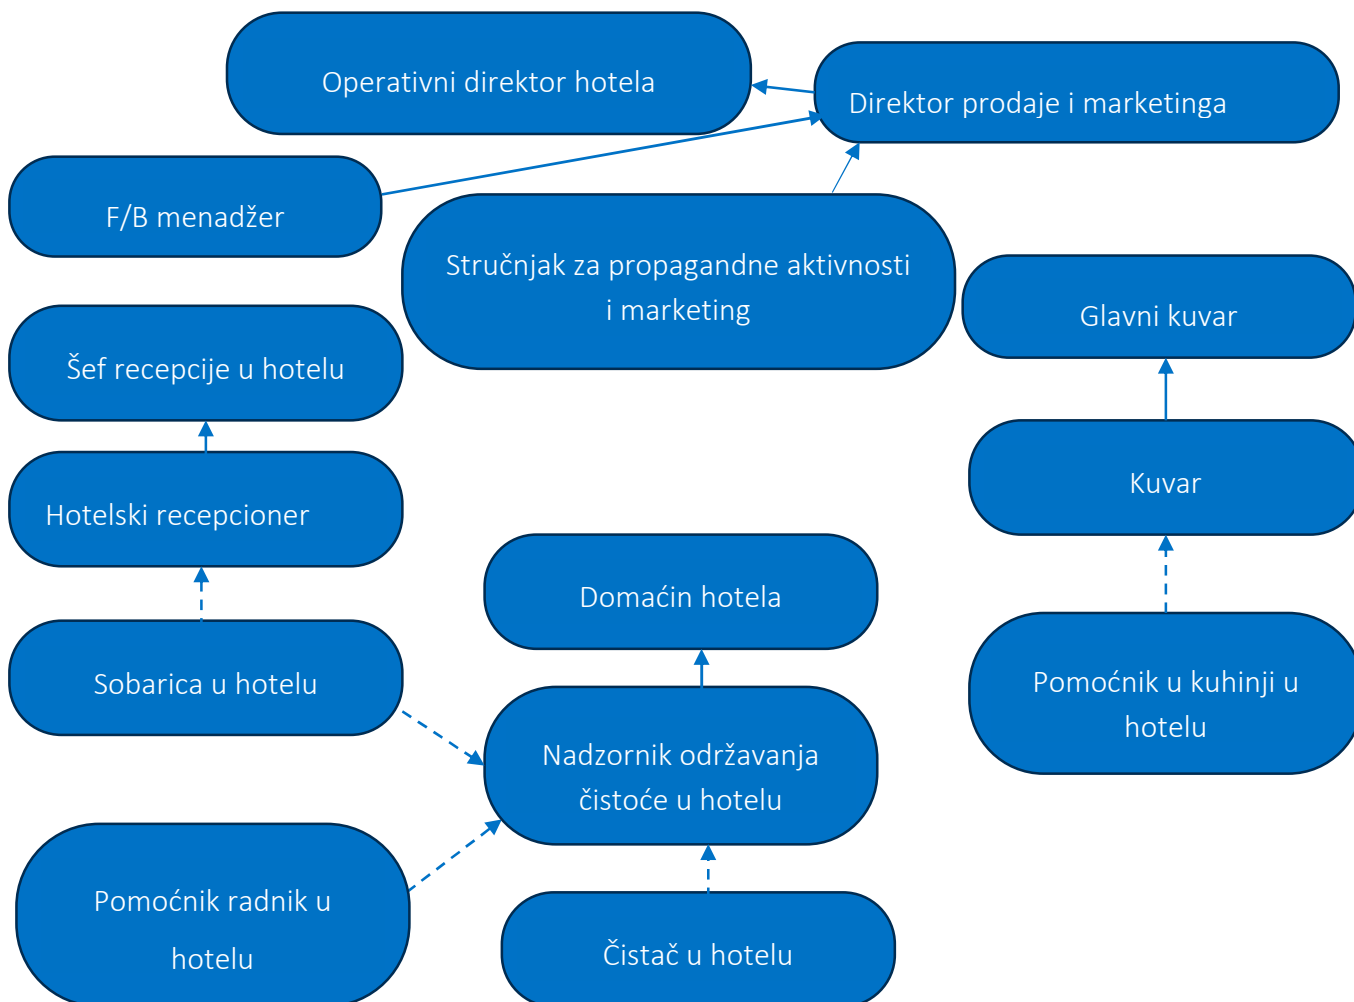 Operativni direktor hotela
Direktor prodaje i marketinga
F/B menadžer
Stručnjak za propagandne aktivnosti
i marketing
Glavni kuvar
Šef recepcije u hotelu
Kuvar
Hotelski recepcioner
Domaćin hotela
Sobarica u hotelu
Pomoćnik u kuhinji u
hotelu
Nadzornik održavanja
čistoće u hotelu
Pomoćnik radnik u
hotelu
Čistač u hotelu